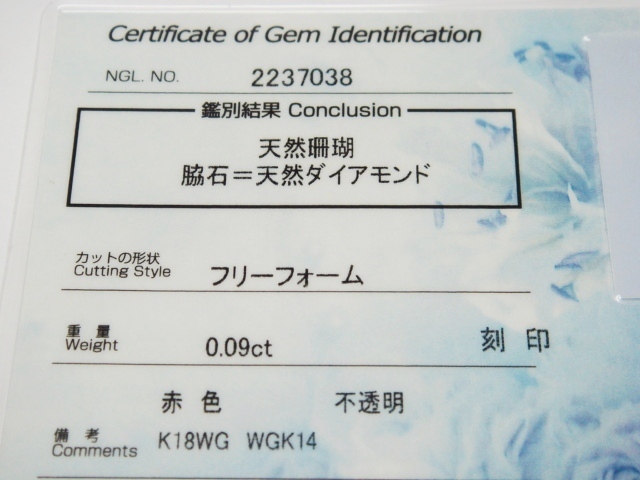 Certificate of Gem Identification
NGL. NO. 2237038
鑑別結果 Conclusion
天然珊瑚
脇石＝天然ダイアモンド
カットの形状
Cutting Style フリーフォーム
重量
Weight 0.09ct 刻印
赤色 不透明
備考
Comments K18WG WGK14